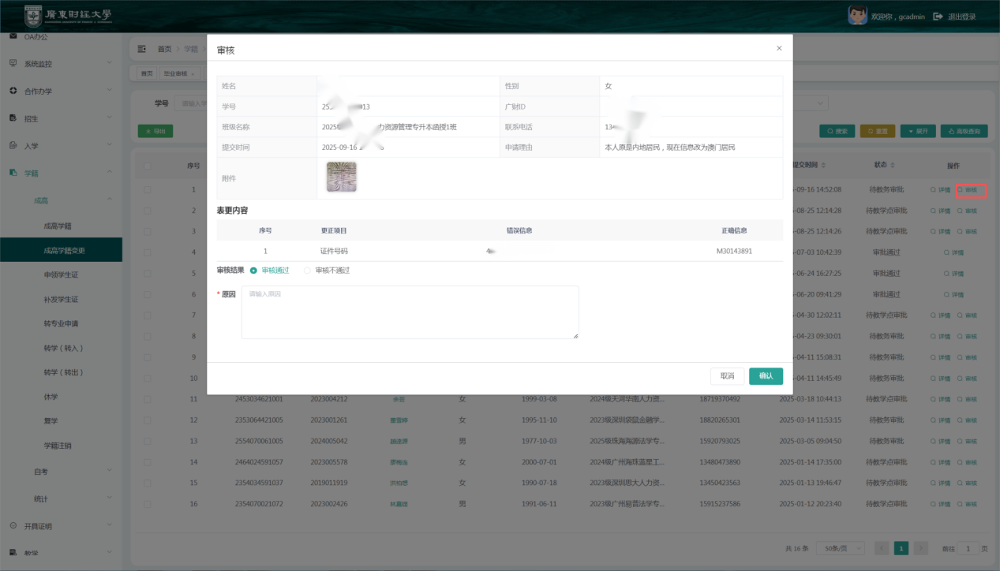 廣東財經大學
欢迎你，gcadmin 退出登录
OA办公
系统监控
合作办学
招生
入学
学籍
成高
成高学籍
成高学籍变更
申领学生证
补发学生证
转专业申请
转学（转入）
转学（转出）
休学
复学
学籍注销
自考
统计
开具证明
教学
首页 学籍
首页 毕业审核
学号 请输入学
导出
搜索 重置 展开 高级查询
审核
姓名 性别 女
学号 13 广财ID
班级名称 2025 力资源管理专升本函授1班 联系电话 134
提交时间 2025-09-16 申请理由 本人原是内地居民，现在信息改为澳门居民
附件
表更内容
序号 更正项目 错误信息 正确信息
1 证件号码 M30143891
审核结果 审核通过 审核不通过
* 原因 请输入原因
取消 确认
序号 提交时间 状态 操作
1 -09-16 14:52:08 待教务审批 详情 审核
2 -08-25 12:14:28 待教学点审批 详情 审核
3 -08-25 12:14:26 待教学点审批 详情 审核
4 -07-03 10:42:39 审批通过 详情
5 -06-24 16:27:25 审批通过 详情
6 -06-20 09:41:29 审批通过 详情
7 -04-30 12:02:11 待教学点审批 详情 审核
8 -04-23 09:30:01 待教务审批 详情 审核
9 -04-11 15:08:31 待教务审批 详情 审核
10 -04-11 14:45:49 待教务审批 详情 审核
11 2453034621001 2023004212 女 1999-03-08 2024级天河华南人力资... 18719370492 2025-03-18 10:44:13 待教务审批 详情 审核
12 2353064421005 2023001261 女 1995-11-10 2023级深圳袋鼠金融学... 18820265301 2025-03-14 11:53:15 待教务审批 详情 审核
13 2554070061005 2024005042 男 1977-10-03 2025级珠海海源法学专... 15920793025 2025-03-05 09:04:50 待教务审批 详情 审核
14 2464024591057 2023005578 女 2000-07-01 2024级广州海珠蓝星工... 13480473890 2025-01-14 17:35:00 待教学点审批 详情 审核
15 2354034591037 2019011919 女 1990-07-18 2023级深圳思大人力资... 13450423563 2025-01-13 19:46:47 待教学点审批 详情 审核
16 2354070021072 2023002426 男 1991-06-11 2023级广州易普法学专... 15915237586 2025-01-12 20:23:40 待教学点审批 详情 审核
共 16 条 50条/页 1 前往 1 页